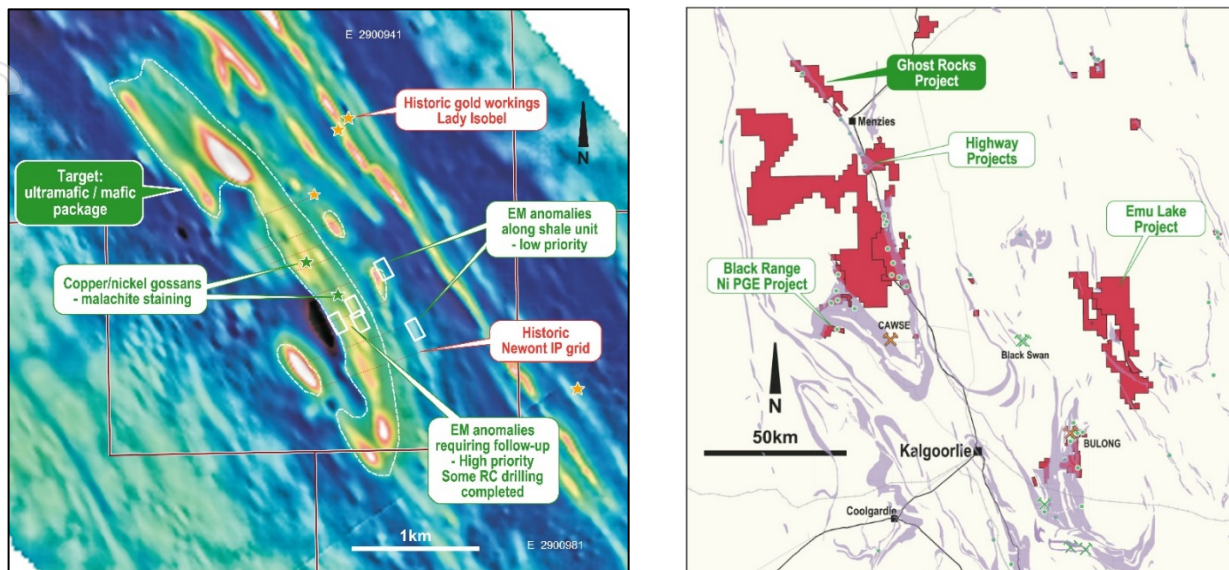 E 2900941
Historic gold workings
Lady Isobel
N
Target:
ultramafic / mafic
package
EM anomalies
along shale unit
- low priority
Copper/nickel gossans
- malachite staining
Historic
Newont IP grid
EM anomalies
requiring follow-up
- High priority
Some RC drilling
completed
1km
E 2900981
Ghost Rocks
Project
Menzies
Highway
Projects
Emu Lake
Project
Black Range
Ni PGE Project
CAWSE
Black Swan
N
50km
BULONG
Kalgoorlie
Coolgardie